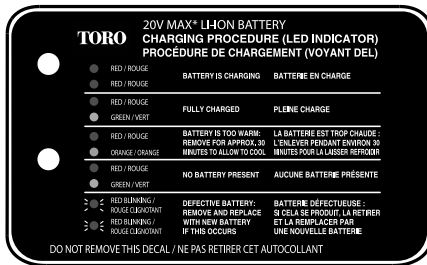 TORO
20V MAX* LI-ION BATTERY
CHARGING PROCEDURE (LED INDICATOR)
PROCÉDURE DE CHARGEMENT (VOYANT DEL)
RED / ROUGE
RED / ROUGE
BATTERY IS CHARGING
BATTERIE EN CHARGE
RED / ROUGE
GREEN / VERT
FULLY CHARGED
PLEINE CHARGE
RED / ROUGE
ORANGE / ORANGE
BATTERY IS TOO WARM:
REMOVE FOR APPROX, 30
MINUTES TO ALLOW TO COOL
LA BATTERIE EST TROP CHAUDE :
L'ENLEVER PENDANT ENVIRON 30
MINUTES POUR LA LAISSER REFROIDIR
RED / ROUGE
GREEN / VERT
NO BATTERY PRESENT
AUCUNE BATTERIE PRÉSENTE
RED BLINKING /
ROUGE CLIGNOTANT
RED BLINKING /
ROUGE CLIGNOTANT
DEFECTIVE BATTERY:
REMOVE AND REPLACE
WITH NEW BATTERY
IF THIS OCCURS
BATTERIE DÉFECTUEUSE :
SI CELA SE PRODUIT, LA RETIRER
ET LA REMPLACER PAR
UNE NOUVELLE BATTERIE
DO NOT REMOVE THIS DECAL / NE PAS RETIRER CET AUTOCOLLANT